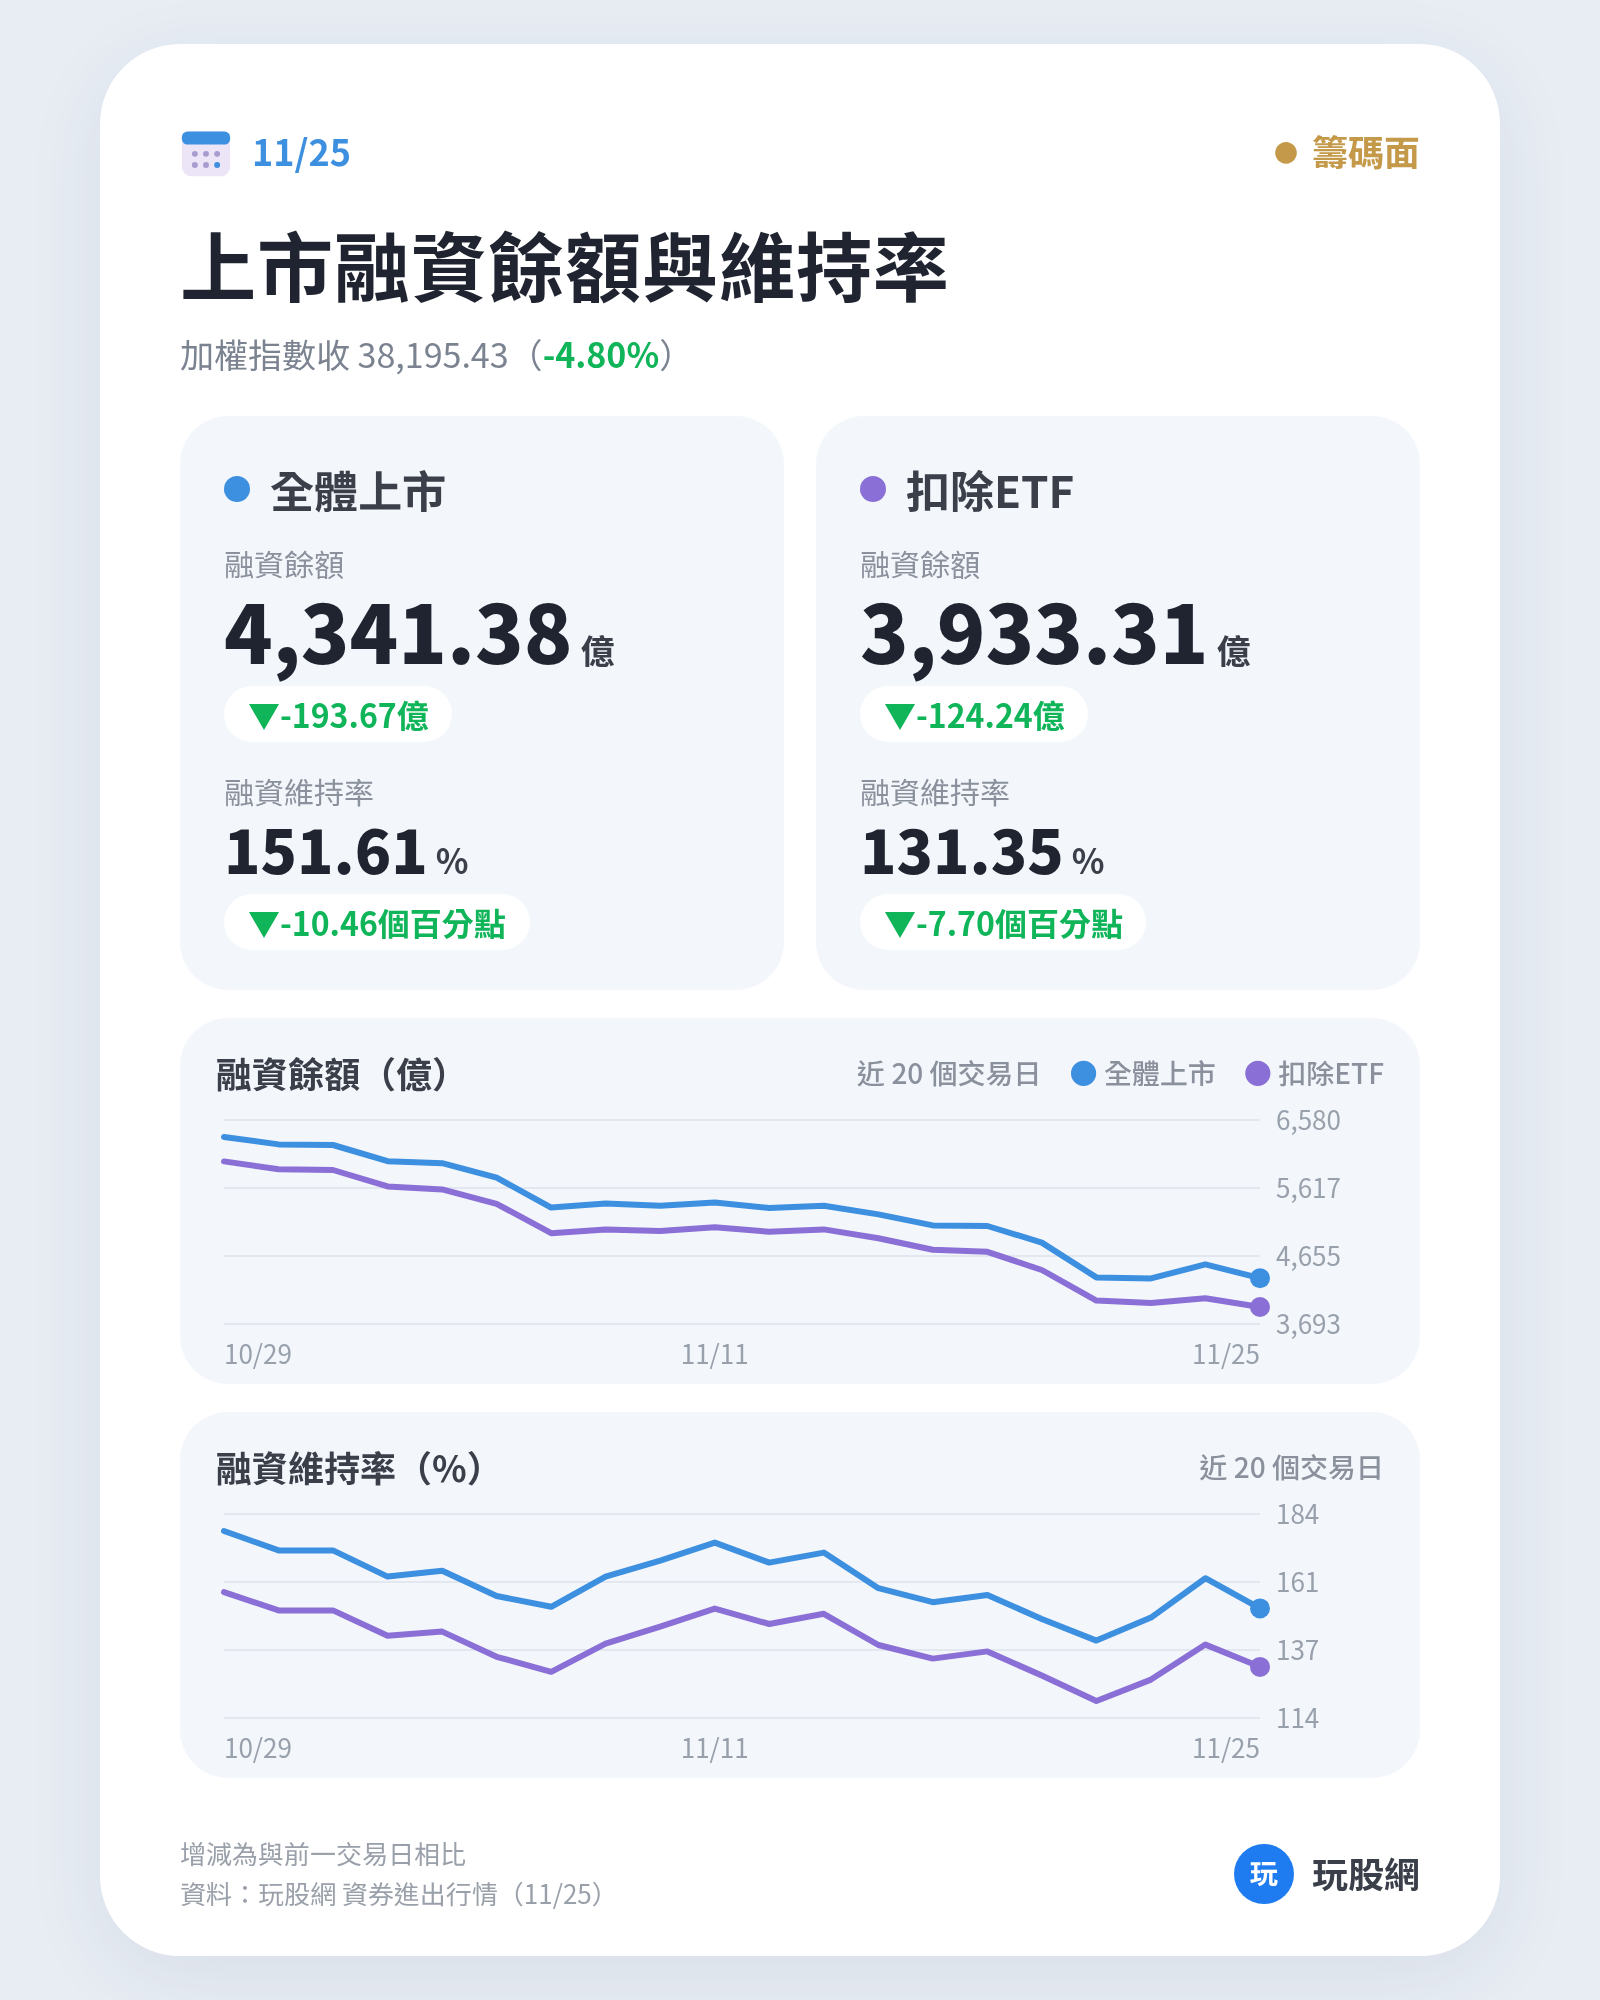 11/25
籌碼面
上市融資餘額與維持率
加權指數收 38,195.43（-4.80%）
全體上市
融資餘額
4,341.38 億
▼-193.67億
融資維持率
151.61 %
▼-10.46個百分點
扣除ETF
融資餘額
3,933.31 億
▼-124.24億
融資維持率
131.35 %
▼-7.70個百分點
融資餘額（億）
近 20 個交易日 全體上市 扣除ETF
6,580
5,617
4,655
3,693
10/29 11/11 11/25
融資維持率（%）
近 20 個交易日
184
161
137
114
10/29 11/11 11/25
增減為與前一交易日相比
資料：玩股網 資券進出行情（11/25）
玩 玩股網